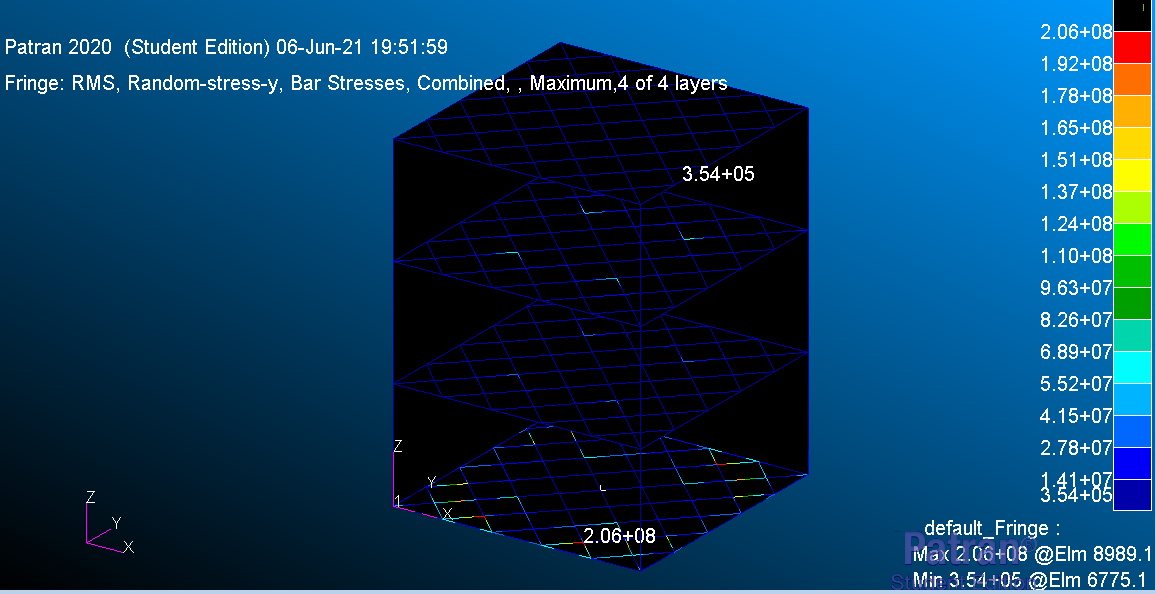 Patran 2020 (Student Edition) 06-Jun-21 19:51:59
Fringe: RMS, Random-stress-y, Bar Stresses, Combined, , Maximum,4 of 4 layers
2.06+08
1.92+08
1.78+08
1.65+08
1.51+08
1.37+08
1.24+08
1.10+08
9.63+07
8.26+07
6.89+07
5.52+07
4.15+07
2.78+07
1.41+07
3.54+05
3.54+05
2.06+08
Z
Y
X
1
Z
Y
X
default_Fringe :
Patran
Max 2.06+08 @Elm 8989.1
Student Edition
Min 3.54+05 @Elm 6775.1